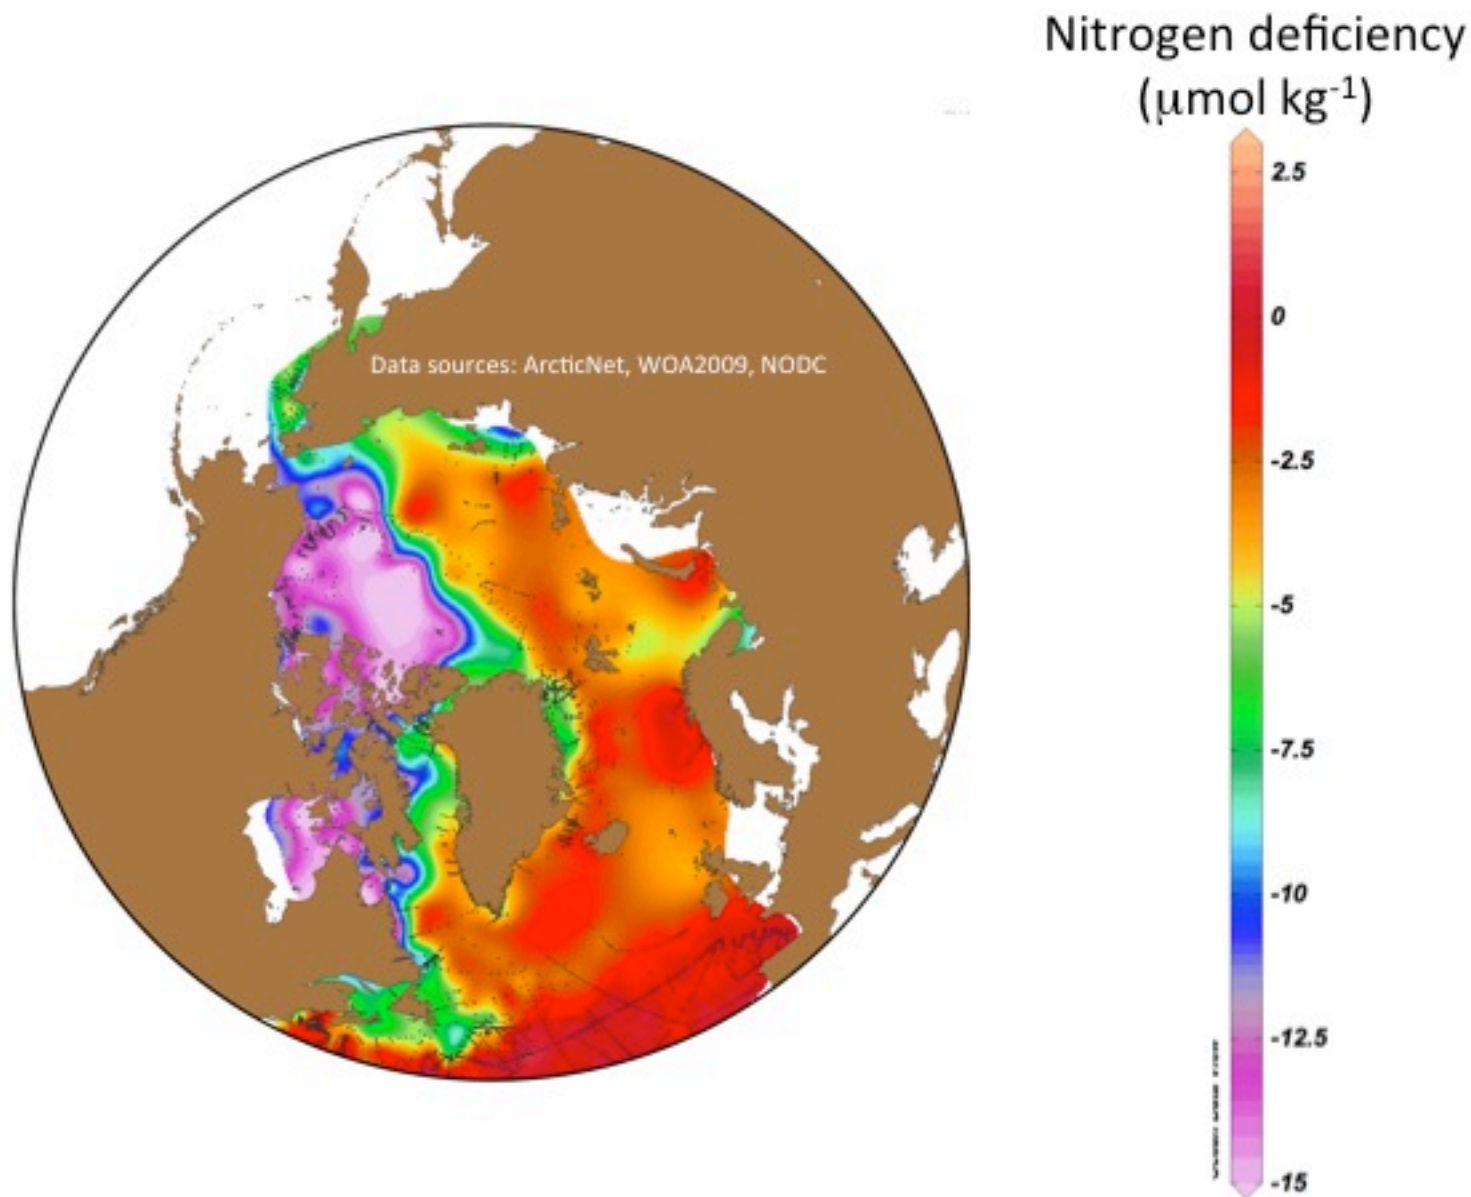 Nitrogen deficiency
(μmol kg-1)
2.5
0
-2.5
-5
-7.5
-10
-12.5
-15
Data sources: ArcticNet, WOA2009, NODC